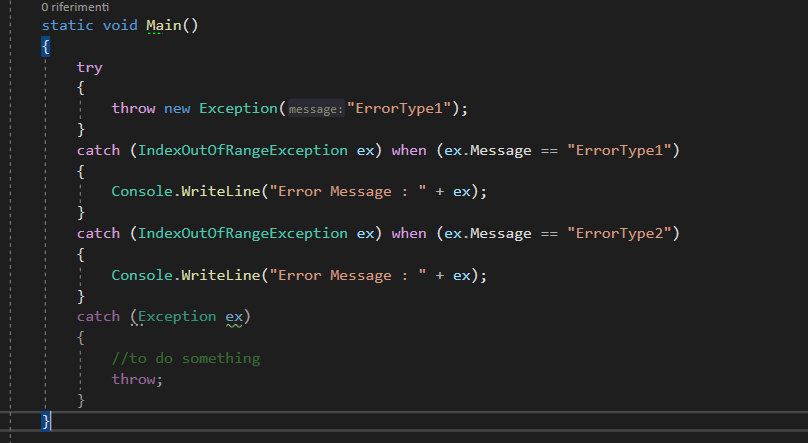 0 riferimenti
static void Main()
{
try
{
throw new Exception(message: "ErrorType1");
}
catch (IndexOutOfRangeException ex) when (ex.Message == "ErrorType1")
{
Console.WriteLine("Error Message : " + ex);
}
catch (IndexOutOfRangeException ex) when (ex.Message == "ErrorType2")
{
Console.WriteLine("Error Message : " + ex);
}
catch (Exception ex)
{
//to do something
throw;
}
}